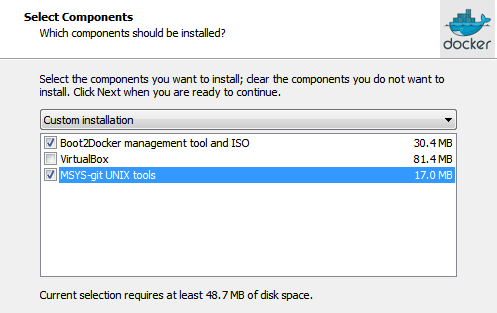 Select Components
Which components should be installed?
docker
Select the components you want to install; clear the components you do not want to
install. Click Next when you are ready to continue.
Custom installation
Boot2Docker management tool and ISO 30.4 MB
VirtualBox 81.4 MB
MSYS-git UNIX tools 17.0 MB
Current selection requires at least 48.7 MB of disk space.